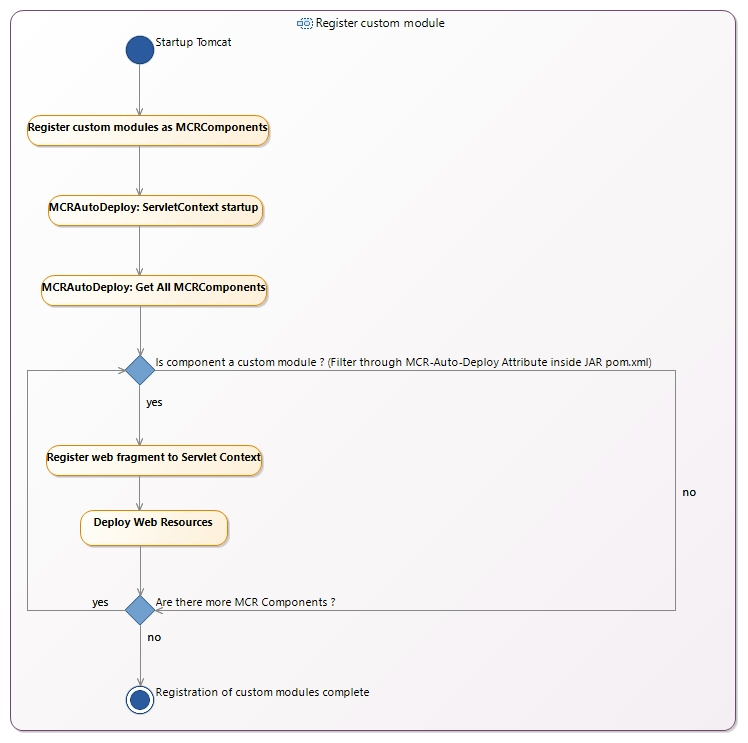 Register custom module
Startup Tomcat
Register custom modules as MCRComponents
MCRAutoDeploy: ServletContext startup
MCRAutoDeploy: Get All MCRComponents
Is component a custom module ? (Filter through MCR-Auto-Deploy Attribute inside JAR pom.xml)
yes
Register web fragment to Servlet Context
no
Deploy Web Resources
yes
Are there more MCR Components ?
no
Registration of custom modules complete